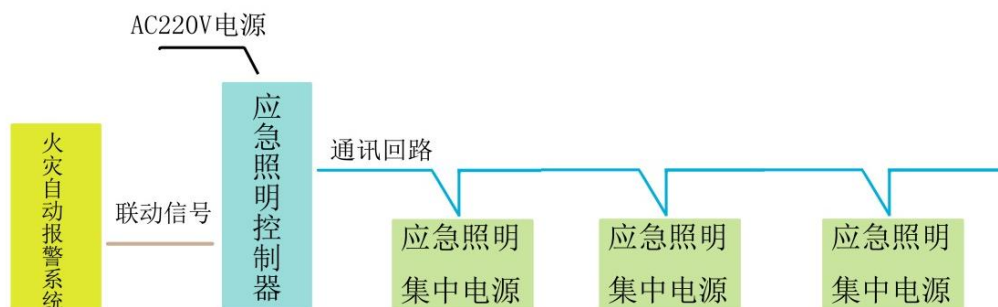 AC220V电源
应急照明控制器
火灾自动报警系统
联动信号
通讯回路
应急照明
集中电源
应急照明
集中电源
应急照明
集中电源